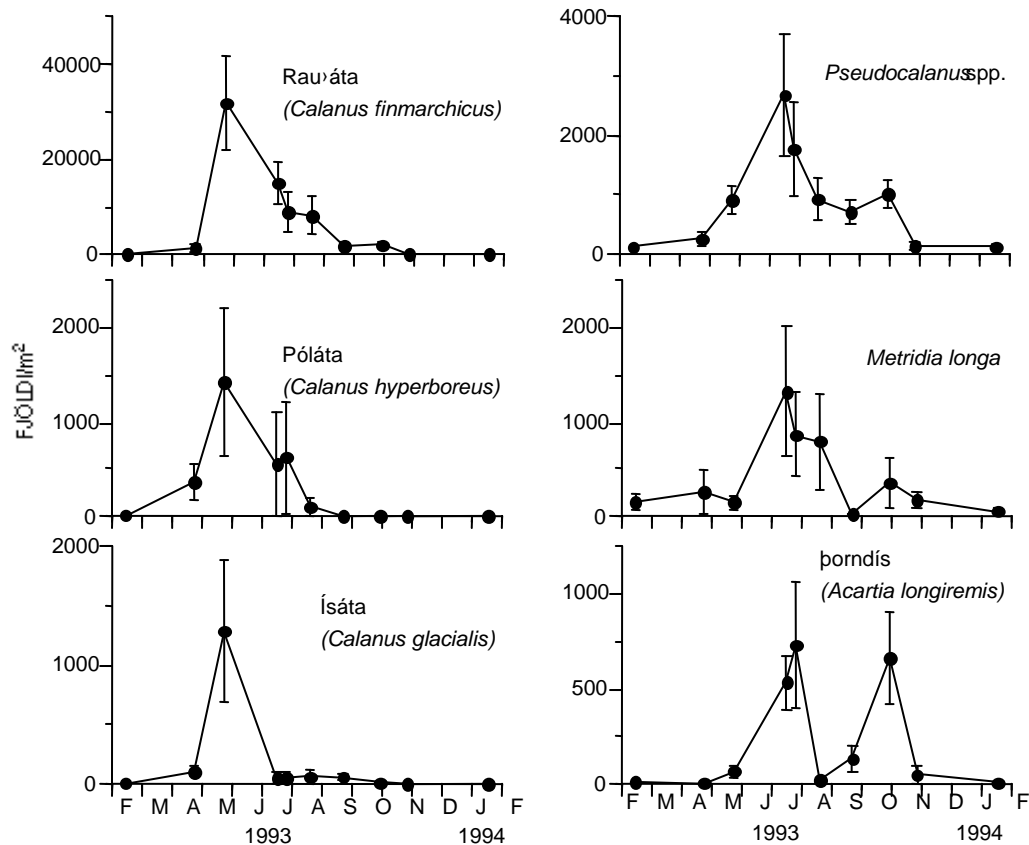 40000
20000
0
Rau›áta
(Calanus finmarchicus)
4000
2000
0
Pseudocalanus spp.
FJÖLDI/m²
2000
1000
0
Póláta
(Calanus hyperboreus)
2000
1000
0
Metridia longa
2000
1000
0
Ísáta
(Calanus glacialis)
F M A M J J A S O N D J F
1993 1994
1000
500
0
þorndís
(Acartia longiremis)
F M A M J J A S O N D J F
1993 1994